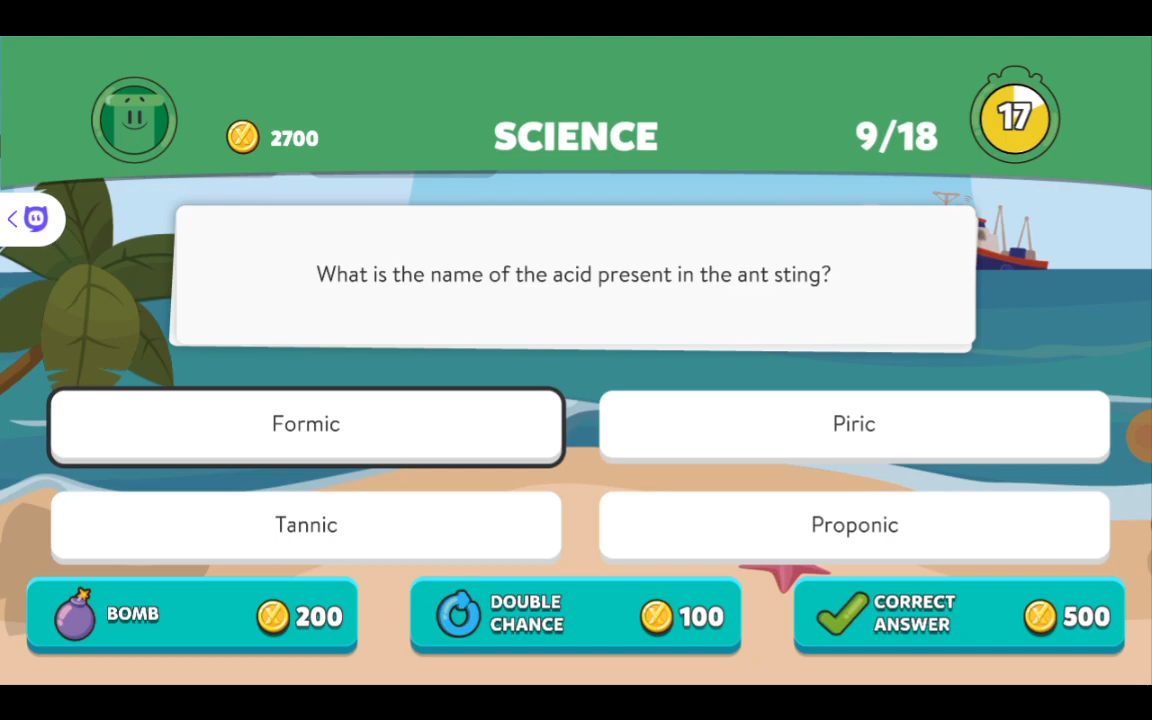 2700
SCIENCE
9/18
17
What is the name of the acid present in the ant sting?
Formic
Piric
Tannic
Proponic
BOMB
200
DOUBLE
CHANCE
100
CORRECT
ANSWER
500